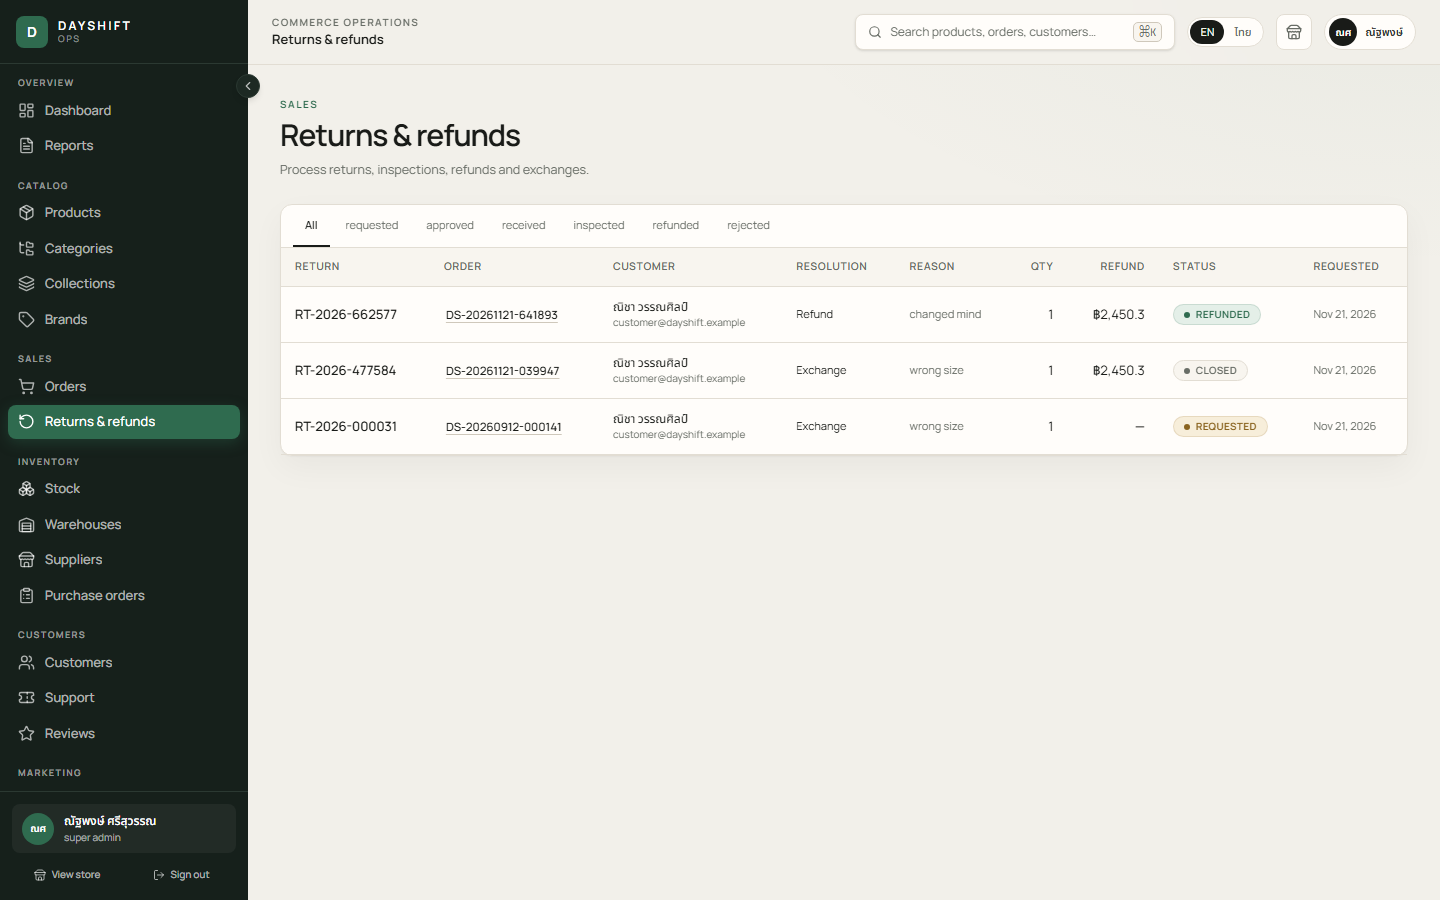 D DAYSHIFT
OPS
OVERVIEW
Dashboard
Reports
CATALOG
Products
Categories
Collections
Brands
SALES
Orders
Returns & refunds
INVENTORY
Stock
Warehouses
Suppliers
Purchase orders
CUSTOMERS
Customers
Support
Reviews
MARKETING
ณศ ณัฐพงษ์ ศรีสุวรรณ
super admin
View store Sign out
COMMERCE OPERATIONS
Returns & refunds
Search products, orders, customers... ⌘K EN ไทย ณศ ณัฐพงษ์
SALES
Returns & refunds
Process returns, inspections, refunds and exchanges.
All requested approved received inspected refunded rejected
RETURN ORDER CUSTOMER RESOLUTION REASON QTY REFUND STATUS REQUESTED
RT-2026-662577 DS-20261121-641893 ณิชา วรรณศิลป์ Refund changed mind 1 ฿2,450.3 REFUNDED Nov 21, 2026
customer@dayshift.example
RT-2026-477584 DS-20261121-039947 ณิชา วรรณศิลป์ Exchange wrong size 1 ฿2,450.3 CLOSED Nov 21, 2026
customer@dayshift.example
RT-2026-000031 DS-20260912-000141 ณิชา วรรณศิลป์ Exchange wrong size 1 — REQUESTED Nov 21, 2026
customer@dayshift.example